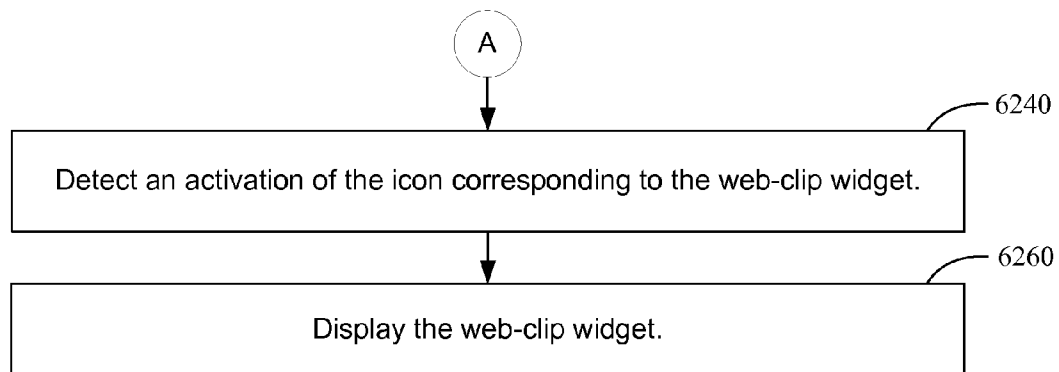 A
6240
Detect an activation of the icon corresponding to the web-clip widget.
6260
Display the web-clip widget.